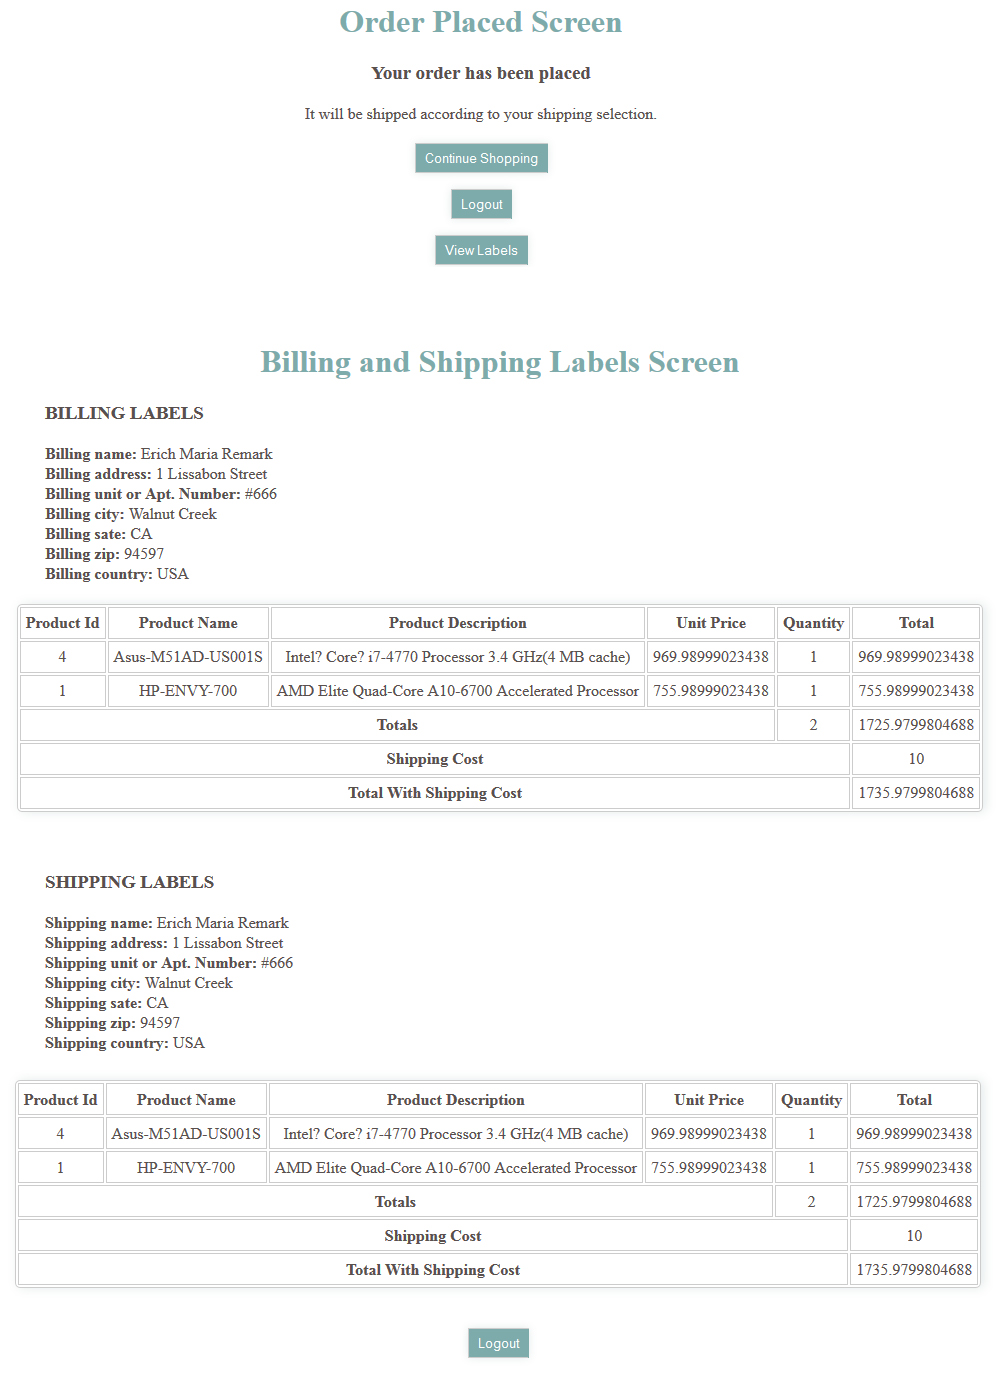 Order Placed Screen
Your order has been placed
It will be shipped according to your shipping selection.
Continue Shopping
Logout
View Labels
Billing and Shipping Labels Screen
BILLING LABELS
Billing name: Erich Maria Remark
Billing address: 1 Lissabon Street
Billing unit or Apt. Number: #666
Billing city: Walnut Creek
Billing sate: CA
Billing zip: 94597
Billing country: USA
Product Id Product Name Product Description Unit Price Quantity Total
4 Asus-M51AD-US001S Intel? Core? i7-4770 Processor 3.4 GHz(4 MB cache) 969.98999023438 1 969.98999023438
1 HP-ENVY-700 AMD Elite Quad-Core A10-6700 Accelerated Processor 755.98999023438 1 755.98999023438
Totals 2 1725.9799804688
Shipping Cost 10
Total With Shipping Cost 1735.9799804688
SHIPPING LABELS
Shipping name: Erich Maria Remark
Shipping address: 1 Lissabon Street
Shipping unit or Apt. Number: #666
Shipping city: Walnut Creek
Shipping sate: CA
Shipping zip: 94597
Shipping country: USA
Product Id Product Name Product Description Unit Price Quantity Total
4 Asus-M51AD-US001S Intel? Core? i7-4770 Processor 3.4 GHz(4 MB cache) 969.98999023438 1 969.98999023438
1 HP-ENVY-700 AMD Elite Quad-Core A10-6700 Accelerated Processor 755.98999023438 1 755.98999023438
Totals 2 1725.9799804688
Shipping Cost 10
Total With Shipping Cost 1735.9799804688
Logout